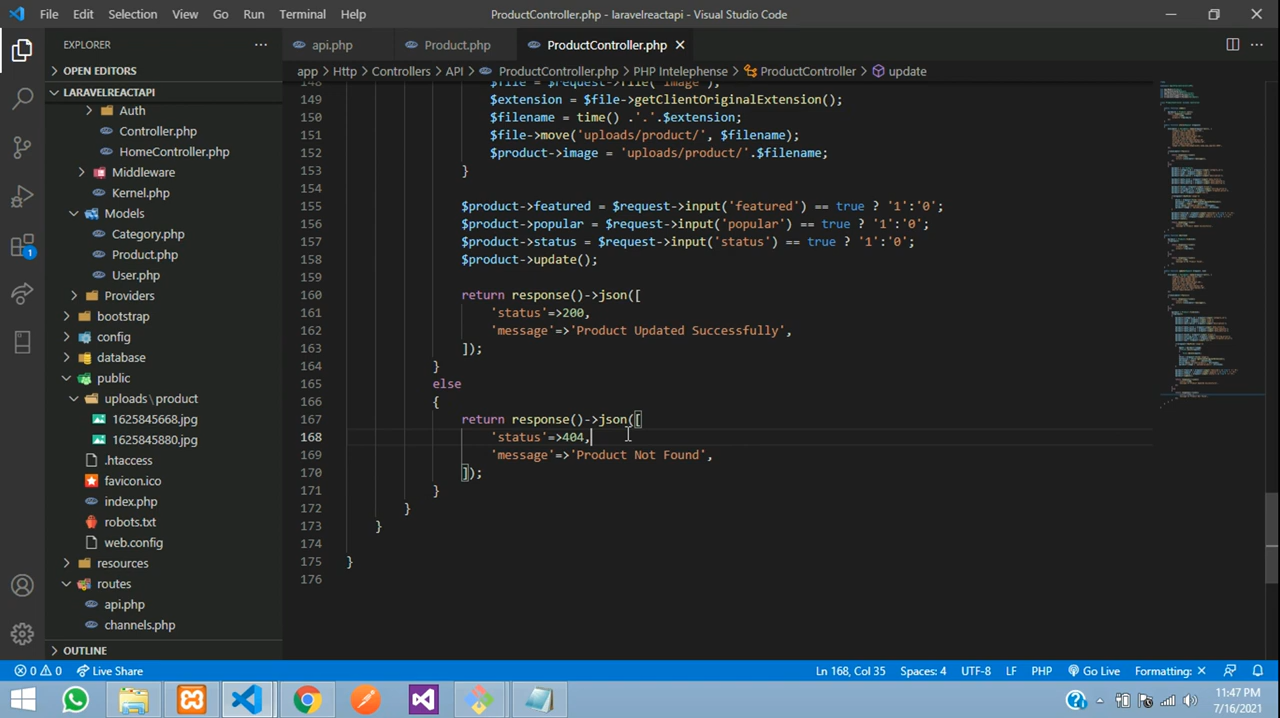 File Edit Selection View Go Run Terminal Help
ProductController.php - laravelreactapi - Visual Studio Code
EXPLORER
OPEN EDITORS
LARAVELREACTAPI
Auth
Controller.php
HomeController.php
Middleware
Kernel.php
Models
Category.php
Product.php
User.php
Providers
bootstrap
config
database
public
uploads \ product
1625845668.jpg
1625845880.jpg
.htaccess
favicon.ico
index.php
robots.txt
web.config
resources
routes
api.php
channels.php
OUTLINE
api.php Product.php ProductController.php
app > Http > Controllers > API > ProductController.php > PHP Intelephense > ProductController > update
148 $file = $request->file('image');
149 $extension = $file->getClientOriginalExtension();
150 $filename = time() .'.'.$extension;
151 $file->move('uploads/product/', $filename);
152 $product->image = 'uploads/product/'.$filename;
153 }
154
155 $product->featured = $request->input('featured') == true ? '1':'0';
156 $product->popular = $request->input('popular') == true ? '1':'0';
157 $product->status = $request->input('status') == true ? '1':'0';
158 $product->update();
159
160 return response()->json([
161 'status'=>200,
162 'message'=>'Product Updated Successfully',
163 ]);
164 }
165 else
166 {
167 return response()->json([
168 'status'=>404,
169 'message'=>'Product Not Found',
170 ]);
171 }
172 }
173 }
174
175 }
176
1
0 0 Live Share
Ln 168, Col 35 Spaces: 4 UTF-8 LF PHP Go Live Formatting: ×
11:47 PM
7/16/2021